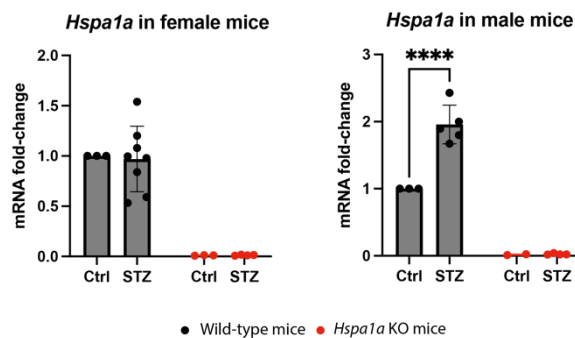 Hspa1a in female mice
mRNA fold-change
2.0
1.5
1.0
0.5
0.0
Ctrl STZ Ctrl STZ
Hspa1a in male mice
mRNA fold-change
3
2
1
0
****
Ctrl STZ Ctrl STZ
Wild-type mice Hspa1a KO mice